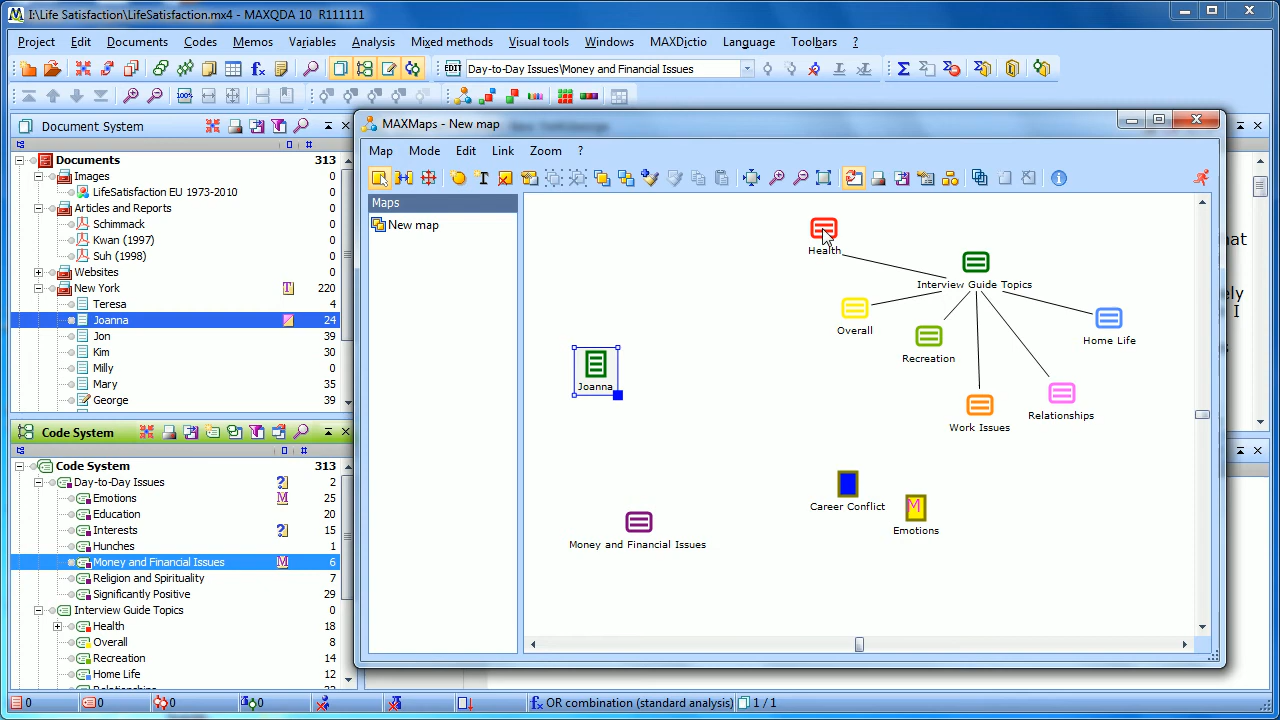 I:\Life Satisfaction\LifeSatisfaction.mx4 - MAXQDA 10 R111111
Project Edit Documents Codes Memos Variables Analysis Mixed methods Visual tools Windows MAXDictio Language Toolbars ?
EDIT Day-to-Day Issues\Money and Financial Issues
100%
Document System
Documents 313
Images 0
LifeSatisfaction EU 1973-2010 0
Articles and Reports 0
Schimmack 0
Kwan (1997) 0
Suh (1998) 0
Websites 0
New York T 220
Teresa 4
Joanna 24
Jon 39
Kim 30
Milly 0
Mary 34
George 39
Code System
Code System 313
Day-to-Day Issues ? 2
Emotions M 25
Education 20
Interests ? 15
Hunches 1
Money and Financial Issues M 6
Religion and Spirituality 7
Significantly Positive 29
Interview Guide Topics 0
Health 18
Overall 8
Recreation 14
Home Life 16
MAXMaps - New map
Map Mode Edit Link Zoom ?
Maps
New map
Health
Interview Guide Topics
Overall
Recreation
Home Life
Joanna
Relationships
Work Issues
Career Conflict
M
Emotions
Money and Financial Issues
I
0 0 0 0 OR combination (standard analysis) 1 / 1